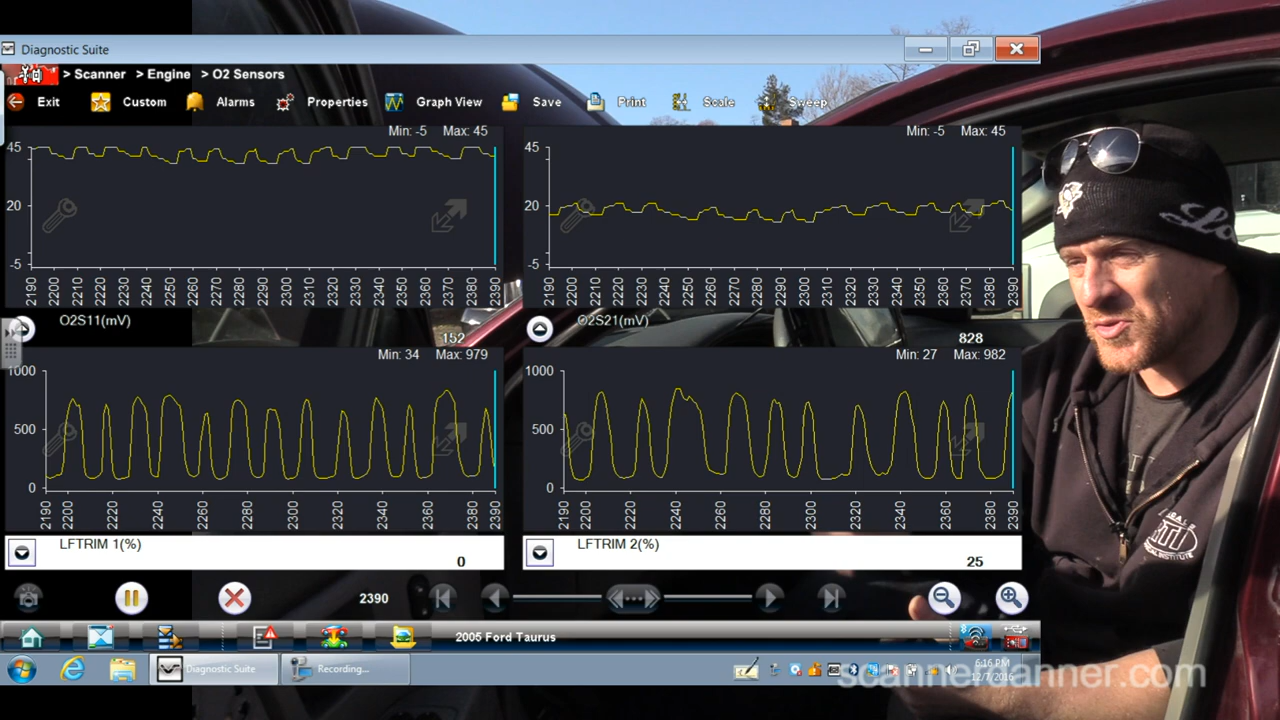 Diagnostic Suite
> Scanner > Engine > O2 Sensors
Exit Custom Alarms Properties Graph View Save Print Scale Sweep
Min: -5 Max: 45 Min: -5 Max: 45
45 45
20 20
-5 -5
2190 2200 2210 2220 2230 2240 2250 2260 2270 2280 2290 2300 2310 2320 2330 2340 2350 2360 2370 2380 2390
2190 2200 2210 2220 2230 2240 2250 2260 2270 2280 2290 2300 2310 2320 2330 2340 2350 2360 2370 2380 2390
O2S11(mV) 152 O2S21(mV) 828
Min: 34 Max: 979 Min: 27 Max: 982
1000 1000
500 500
0 0
2190 2200 2220 2240 2260 2280 2300 2320 2340 2360 2380 2390
2190 2200 2220 2240 2260 2280 2300 2320 2340 2360 2380 2390
LFTRIM 1(%) 0 LFTRIM 2(%) 25
2390
2005 Ford Taurus
Diagnostic Suite Recording... 6:16 PM
12/7/2016
scannerdanner.com